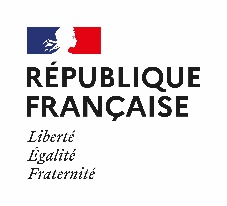 RÉPUBLIQUE
FRANÇAISE
Liberté
Égalité
Fraternité